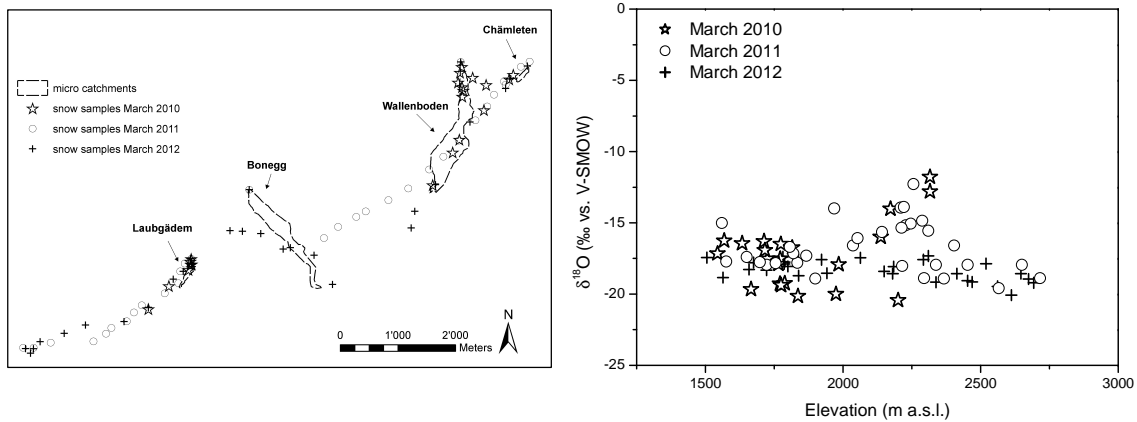 Chämleten
micro catchments
snow samples March 2010
snow samples March 2011
snow samples March 2012
Wallenboden
Bonegg
Laubgädem
N
0 1'000 2'000
Meters
March 2010
March 2011
March 2012
0
-5
-10
-15
-20
-25
δ¹⁸O (‰ vs. V-SMOW)
1500 2000 2500 3000
Elevation (m a.s.l.)